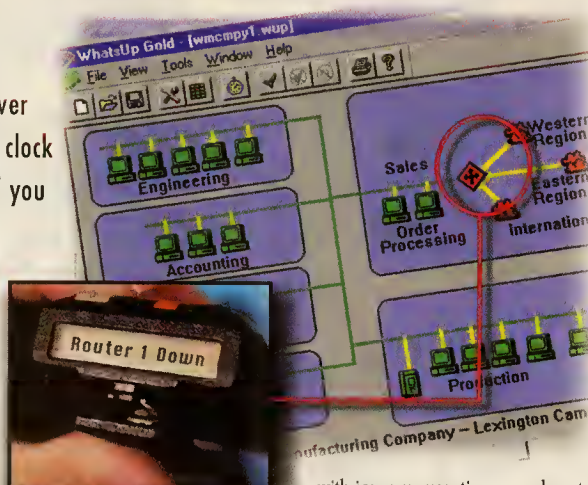 WhatsUp Gold - [wmcmpy1.wup]
File View Tools Window Help
ver
clock
you
Engineering
Accounting
Sales
Order
Processing
Western
Region
Eastern
Region
Internation
Production
Router 1 Down
ufacturing Company – Lexington Cam